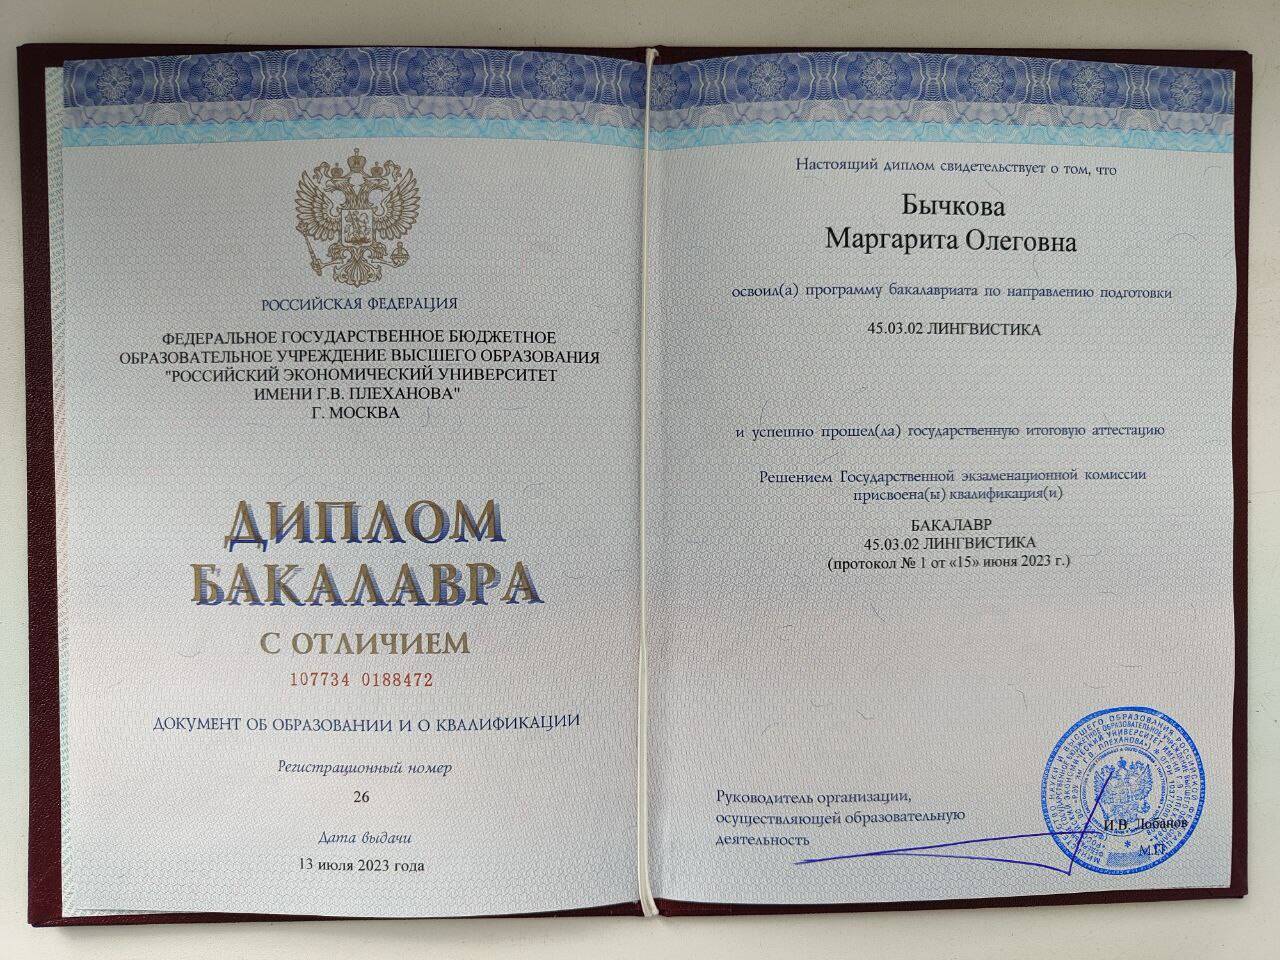 РОССИЙСКАЯ ФЕДЕРАЦИЯ
ФЕДЕРАЛЬНОЕ ГОСУДАРСТВЕННОЕ БЮДЖЕТНОЕ
ОБРАЗОВАТЕЛЬНОЕ УЧРЕЖДЕНИЕ ВЫСШЕГО ОБРАЗОВАНИЯ
"РОССИЙСКИЙ ЭКОНОМИЧЕСКИЙ УНИВЕРСИТЕТ
ИМЕНИ Г.В. ПЛЕХАНОВА"
Г. МОСКВА
ДИПЛОМ
БАКАЛАВРА
С ОТЛИЧИЕМ
107734 0188472
ДОКУМЕНТ ОБ ОБРАЗОВАНИИ И О КВАЛИФИКАЦИИ
Регистрационный номер
26
Дата выдачи
13 июля 2023 года
Настоящий диплом свидетельствует о том, что
Бычкова
Маргарита Олеговна
освоил(а) программу бакалавриата по направлению подготовки
45.03.02 ЛИНГВИСТИКА
и успешно прошел(ла) государственную итоговую аттестацию
Решением Государственной экзаменационной комиссии
присвоена(ы) квалификация(и)
БАКАЛАВР
45.03.02 ЛИНГВИСТИКА
(протокол № 1 от «15» июня 2023 г.)
Руководитель организации,
осуществляющей образовательную
деятельность
И.В. Лобанов
М.П.